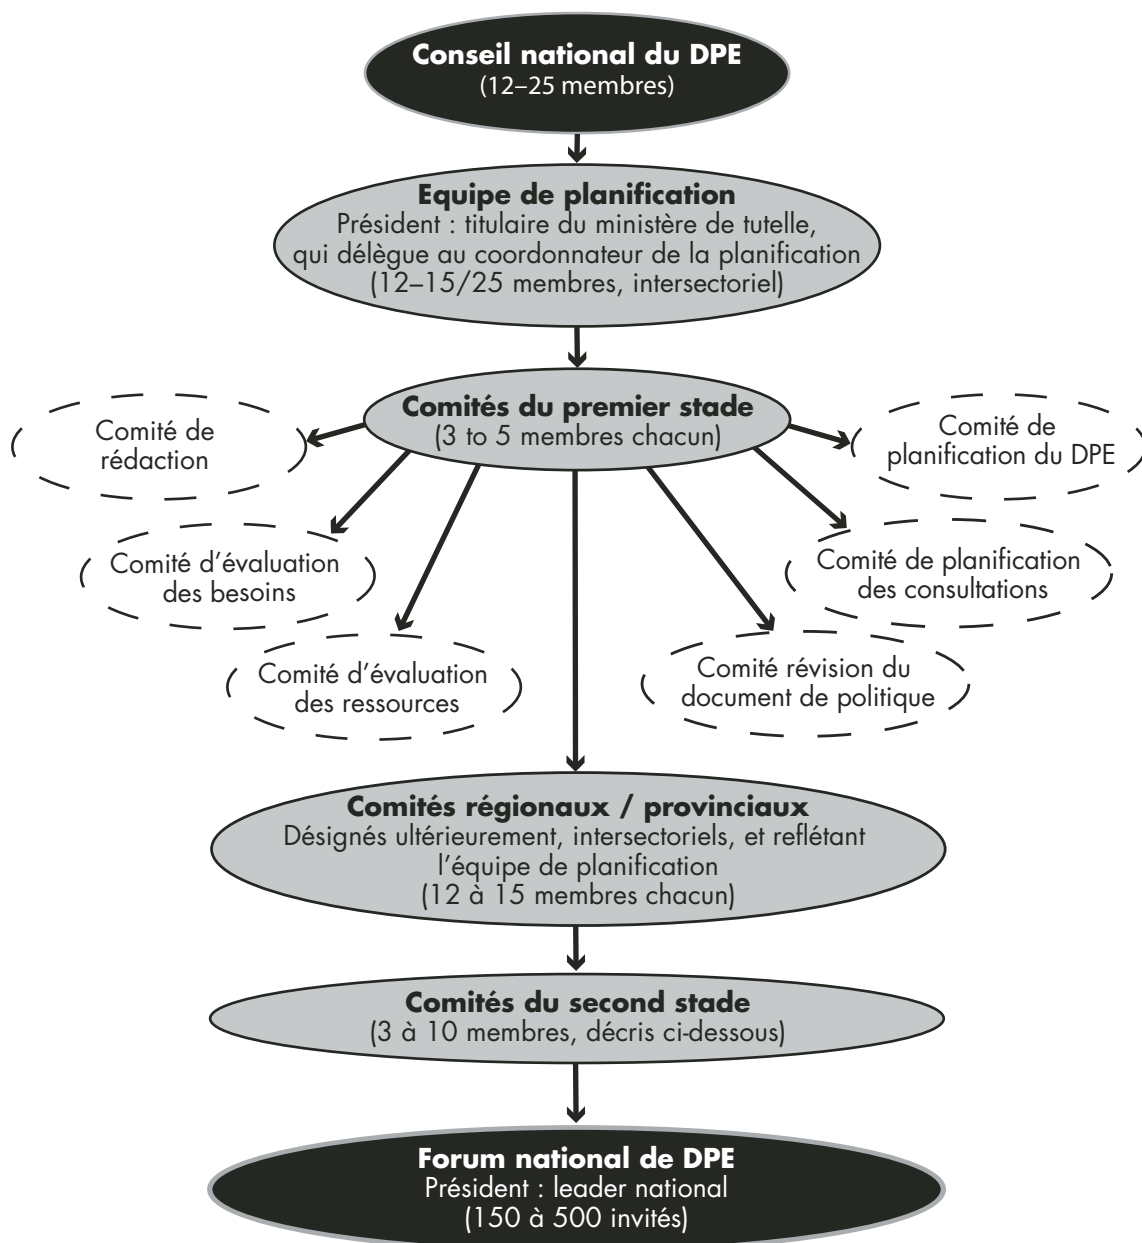 Conseil national du DPE
(12–25 membres)
Equipe de planification
Président : titulaire du ministère de tutelle,
qui délègue au coordonnateur de la planification
(12–15/25 membres, intersectoriel)
Comités du premier stade
(3 to 5 membres chacun)
Comité de
rédaction
Comité de
planification du DPE
Comité d'évaluation
des besoins
Comité de planification
des consultations
Comité d'évaluation
des ressources
Comité révision du
document de politique
Comités régionaux / provinciaux
Désignés ultérieurement, intersectoriels, et reflétant
l'équipe de planification
(12 à 15 membres chacun)
Comités du second stade
(3 à 10 membres, décris ci-dessous)
Forum national de DPE
Président : leader national
(150 à 500 invités)